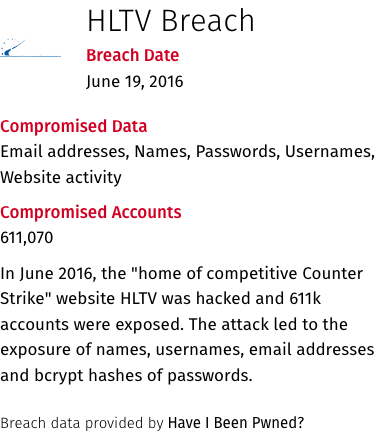 HLTV Breach
Breach Date
June 19, 2016
Compromised Data
Email addresses, Names, Passwords, Usernames,
Website activity
Compromised Accounts
611,070
In June 2016, the "home of competitive Counter
Strike" website HLTV was hacked and 611k
accounts were exposed. The attack led to the
exposure of names, usernames, email addresses
and bcrypt hashes of passwords.
Breach data provided by Have I Been Pwned?